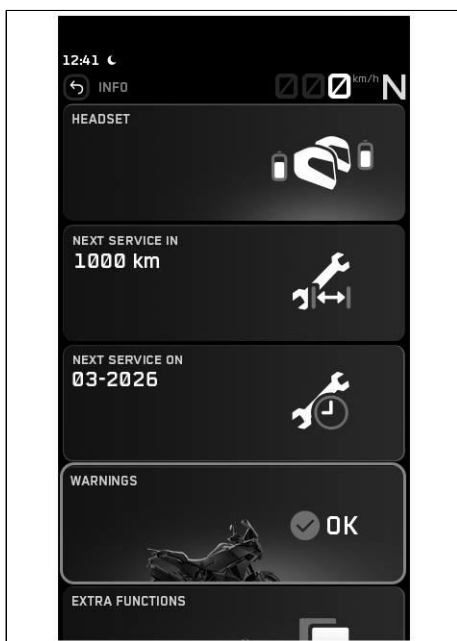 12:41
INFO
000 km/h N
HEADSET
NEXT SERVICE IN
1000 km
NEXT SERVICE ON
03-2026
WARNINGS
OK
EXTRA FUNCTIONS